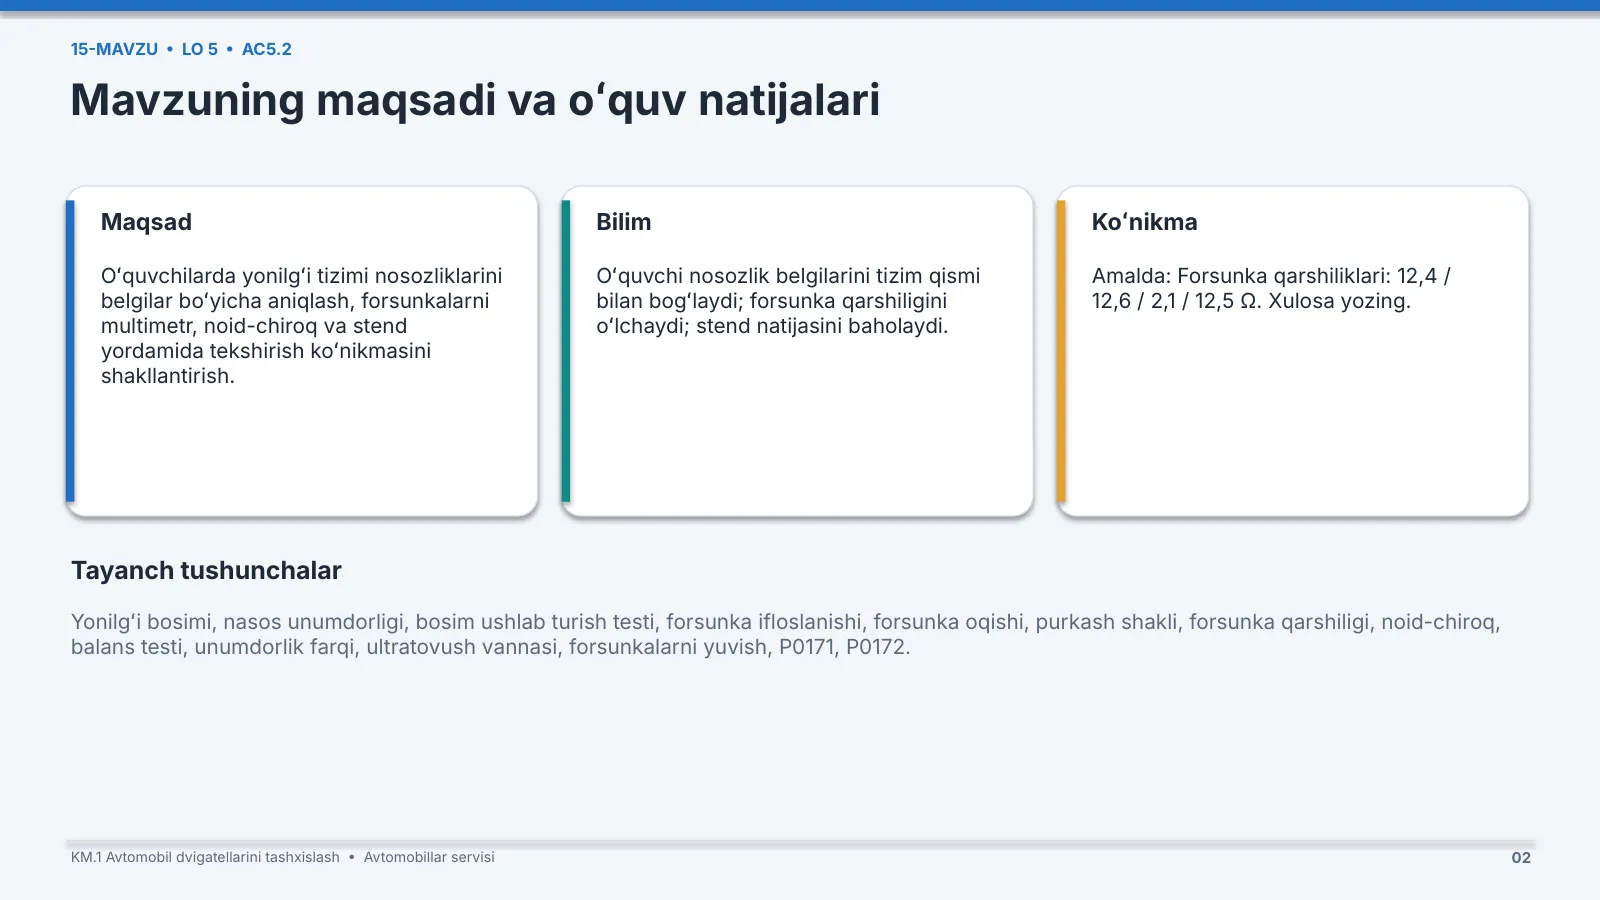 15-MAVZU • LO 5 • AC5.2
Mavzuning maqsadi va oʻquv natijalari
Maqsad
Oʻquvchilarda yonilgʻi tizimi nosozliklarini
belgilar boʻyicha aniqlash, forsunkalarni
multimetr, noid-chiroq va stend
yordamida tekshirish koʻnikmasini
shakllantirish.
Bilim
Oʻquvchi nosozlik belgilarini tizim qismi
bilan bogʻlaydi; forsunka qarshiligini
oʻlchaydi; stend natijasini baholaydi.
Koʻnikma
Amalda: Forsunka qarshiliklari: 12,4 /
12,6 / 2,1 / 12,5 Ω. Xulosa yozing.
Tayanch tushunchalar
Yonilgʻi bosimi, nasos unumdorligi, bosim ushlab turish testi, forsunka ifloslanishi, forsunka oqishi, purkash shakli, forsunka qarshiligi, noid-chiroq,
balans testi, unumdorlik farqi, ultratovush vannasi, forsunkalarni yuvish, P0171, P0172.
KM.1 Avtomobil dvigatellarini tashxislash • Avtomobillar servisi
02